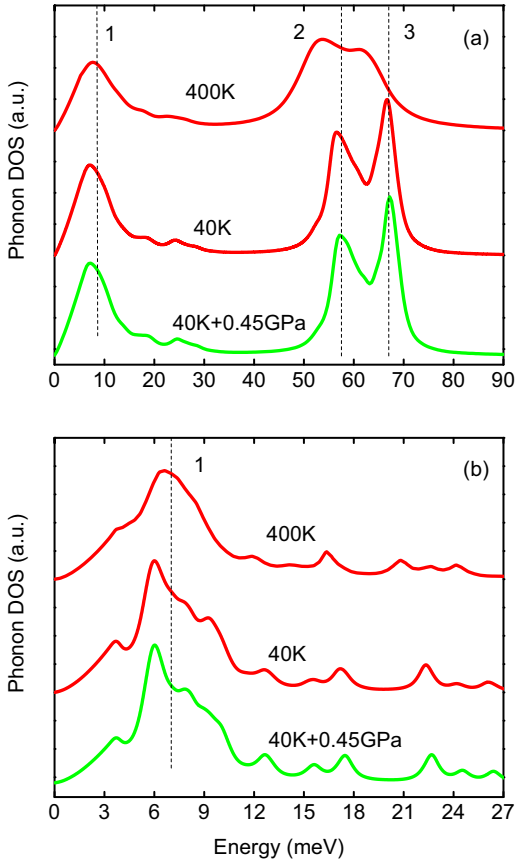 1
2
3
(a)
400K
40K
40K+0.45GPa
Phonon DOS (a.u.)
0 10 20 30 40 50 60 70 80 90
1
(b)
400K
40K
40K+0.45GPa
Phonon DOS (a.u.)
0 3 6 9 12 15 18 21 24 27
Energy (meV)